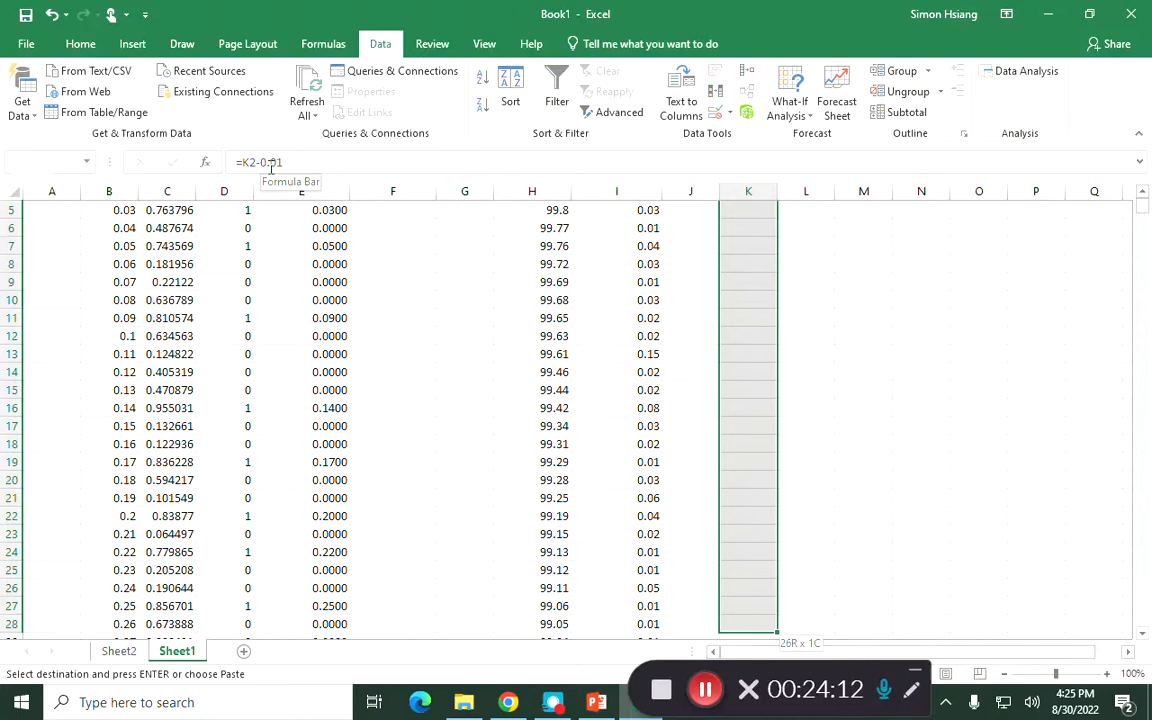 Book1 - Excel
Simon Hsiang
File Home Insert Draw Page Layout Formulas Data Review View Help Tell me what you want to do Share
Get Data
From Text/CSV
From Web
From Table/Range
Recent Sources
Existing Connections
Get & Transform Data
Refresh All
Queries & Connections
Properties
Edit Links
Queries & Connections
Sort
Filter
Clear
Reapply
Advanced
Sort & Filter
Text to Columns
Data Tools
What-If Analysis
Forecast Sheet
Forecast
Group
Ungroup
Subtotal
Outline
Data Analysis
Analysis
fx =K2-0.01
Formula Bar
A B C D E F G H I J K L M N O P Q
5 0.03 0.763796 1 0.0300 99.8 0.03
6 0.04 0.487674 0 0.0000 99.77 0.01
7 0.05 0.743569 1 0.0500 99.76 0.04
8 0.06 0.181956 0 0.0000 99.72 0.03
9 0.07 0.22122 0 0.0000 99.69 0.01
10 0.08 0.636789 0 0.0000 99.68 0.03
11 0.09 0.810574 1 0.0900 99.65 0.02
12 0.1 0.634563 0 0.0000 99.63 0.02
13 0.11 0.124822 0 0.0000 99.61 0.15
14 0.12 0.405319 0 0.0000 99.46 0.02
15 0.13 0.470879 0 0.0000 99.44 0.02
16 0.14 0.955031 1 0.1400 99.42 0.08
17 0.15 0.132661 0 0.0000 99.34 0.03
18 0.16 0.122936 0 0.0000 99.31 0.02
19 0.17 0.836228 1 0.1700 99.29 0.01
20 0.18 0.594217 0 0.0000 99.28 0.03
21 0.19 0.101549 0 0.0000 99.25 0.06
22 0.2 0.83877 1 0.2000 99.19 0.04
23 0.21 0.064497 0 0.0000 99.15 0.02
24 0.22 0.779865 1 0.2200 99.13 0.01
25 0.23 0.205208 0 0.0000 99.12 0.01
26 0.24 0.190644 0 0.0000 99.11 0.05
27 0.25 0.856701 1 0.2500 99.06 0.01
28 0.26 0.673888 0 0.0000 99.05 0.01
26R x 1C
Sheet2 Sheet1
Select destination and press ENTER or choose Paste
100%
Type here to search
00:24:12
4:25 PM
8/30/2022
2